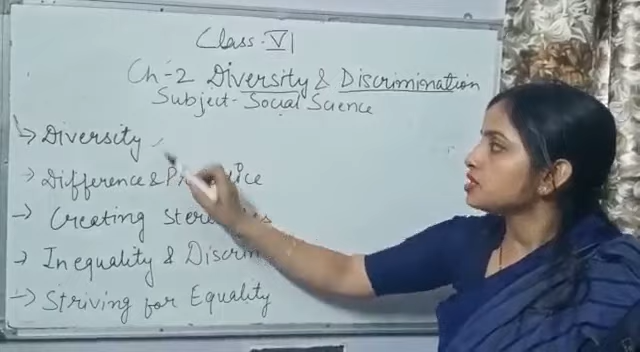 Class - VI
Ch-2 Diversity & Discrimination
Subject - Social Science
→ Diversity
→ Difference &
→ Creating
→ Inequality &
→ Striving for Equality